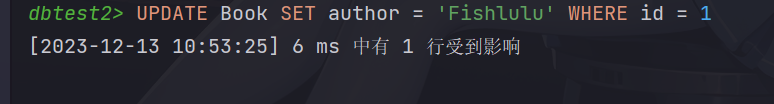 dbtest2> UPDATE Book SET author = 'Fishlulu' WHERE id = 1
[2023-12-13 10:53:25] 6 ms 中有 1 行受到影响